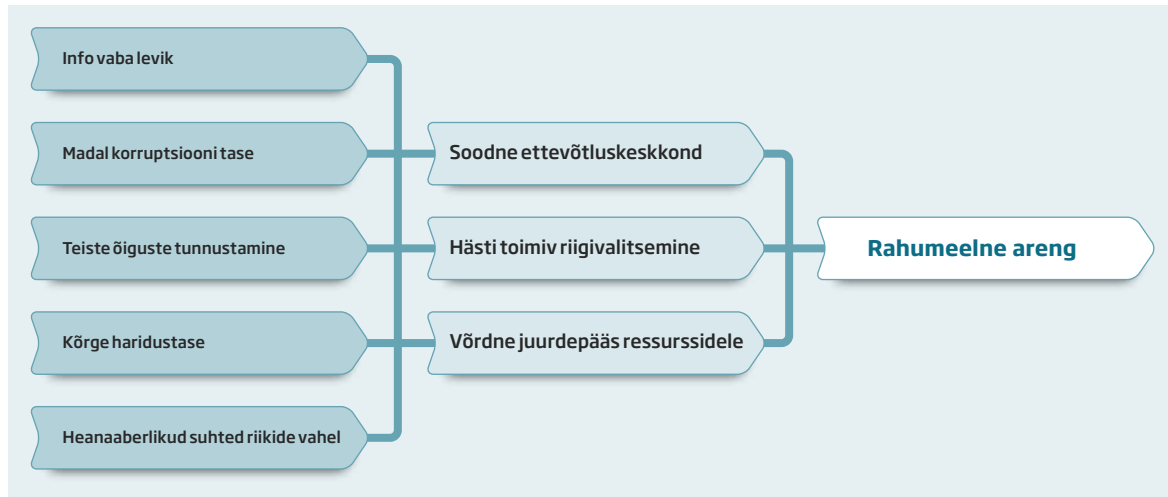 Info vaba levik
Madal korruptsiooni tase
Teiste õiguste tunnustamine
Kõrge haridustase
Heanaaberlikud suhted riikide vahel
Soodne ettevõtluskeskkond
Hästi toimiv riigivalitsemine
Võrdne juurdepääs ressurssidele
Rahumeelne areng